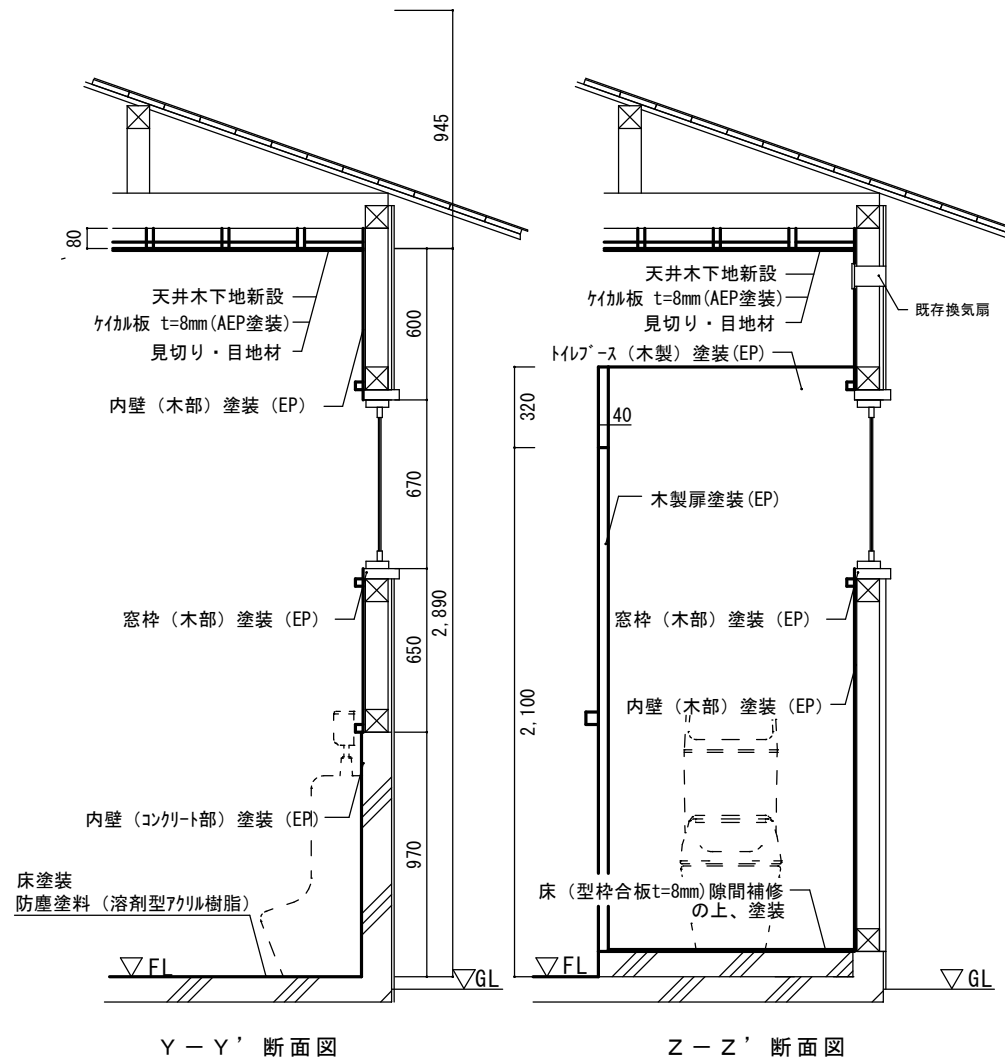 945
80
天井木下地新設
ｹｲｶﾙ板 t=8mm(AEP塗装)
見切り・目地材
600
内壁（木部）塗装（EP）
670
窓枠（木部）塗装（EP）
2,890
650
内壁（ｺﾝｸﾘｰﾄ部）塗装（EP）
970
床塗装
防塵塗料（溶剤型ｱｸﾘﾙ樹脂）
FL
GL
Y－Y’断面図
天井木下地新設
ｹｲｶﾙ板 t=8mm(AEP塗装)
見切り・目地材
既存換気扇
ﾄｲﾚﾌﾞｰｽ（木製）塗装(EP)
320
40
木製扉塗装(EP)
窓枠（木部）塗装（EP）
2,100
内壁（木部）塗装（EP）
床（型枠合板t=8mm)隙間補修
の上、塗装
FL
GL
Z－Z’断面図